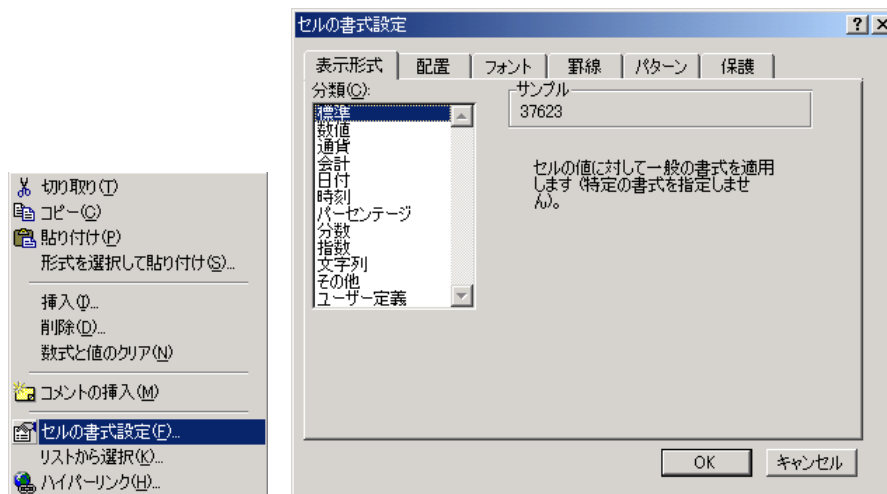 切り取り(T)
コピー(C)
貼り付け(P)
形式を選択して貼り付け(S)...
挿入(I)...
削除(D)...
数式と値のクリア(N)
コメントの挿入(M)
セルの書式設定(F)...
リストから選択(K)...
ハイパーリンク(H)...
セルの書式設定
表示形式 配置 フォント 罫線 パターン 保護
分類(C):
標準
数値
通貨
会計
日付
時刻
パーセンテージ
分数
指数
文字列
その他
ユーザー定義
サンプル
37623
セルの値に対して一般の書式を適用
します (特定の書式を指定しませ
ん)。
OK キャンセル